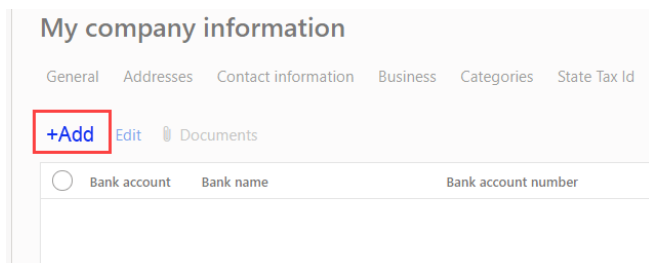 My company information
General Addresses Contact information Business Categories State Tax Id
+Add Edit Documents
Bank account Bank name Bank account number